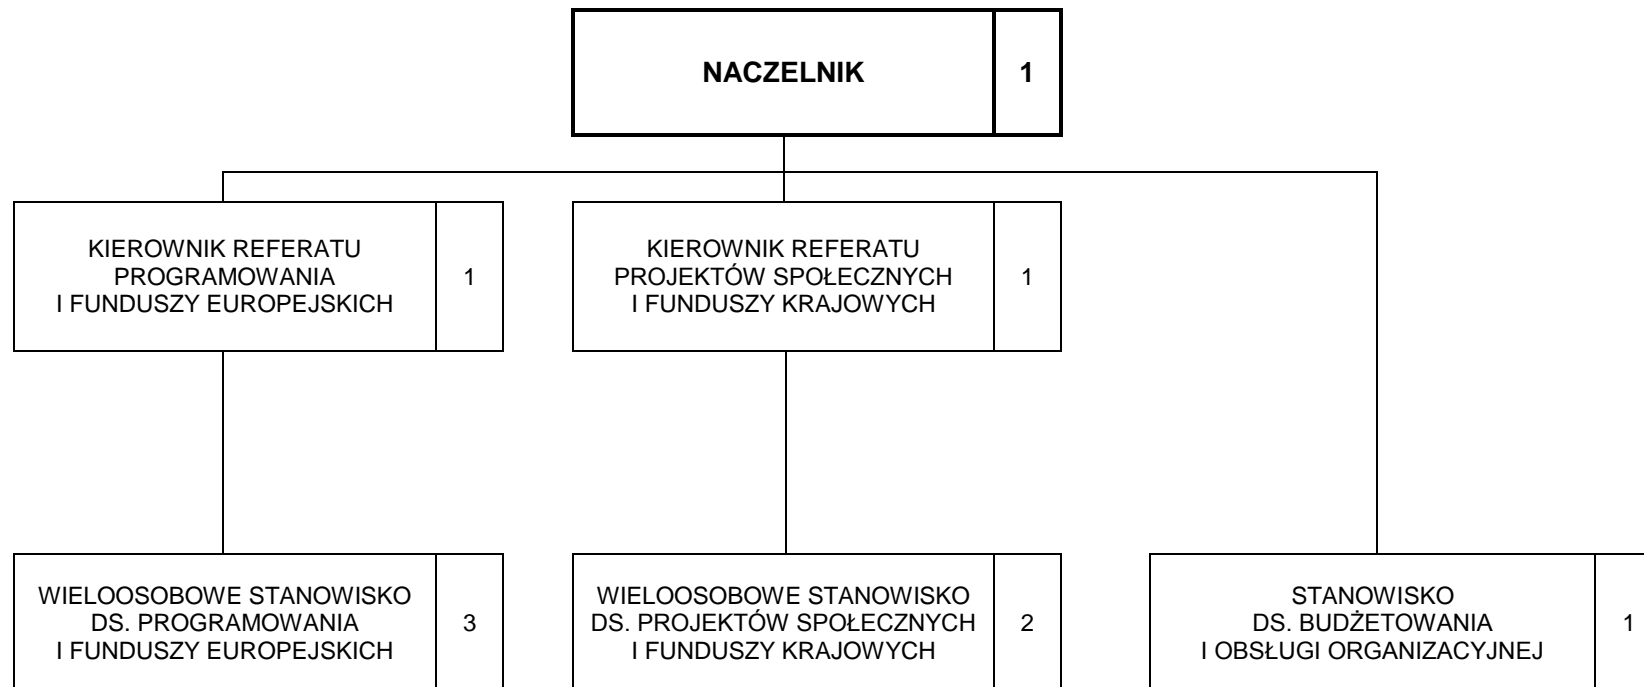 NACZELNIK
1
KIEROWNIK REFERATU
PROGRAMOWANIA
I FUNDUSZY EUROPEJSKICH
1
KIEROWNIK REFERATU
PROJEKTÓW SPOŁECZNYCH
I FUNDUSZY KRAJOWYCH
1
WIELOOSOBOWE STANOWISKO
DS. PROGRAMOWANIA
I FUNDUSZY EUROPEJSKICH
3
WIELOOSOBOWE STANOWISKO
DS. PROJEKTÓW SPOŁECZNYCH
I FUNDUSZY KRAJOWYCH
2
STANOWISKO
DS. BUDŻETOWANIA
I OBSŁUGI ORGANIZACYJNEJ
1